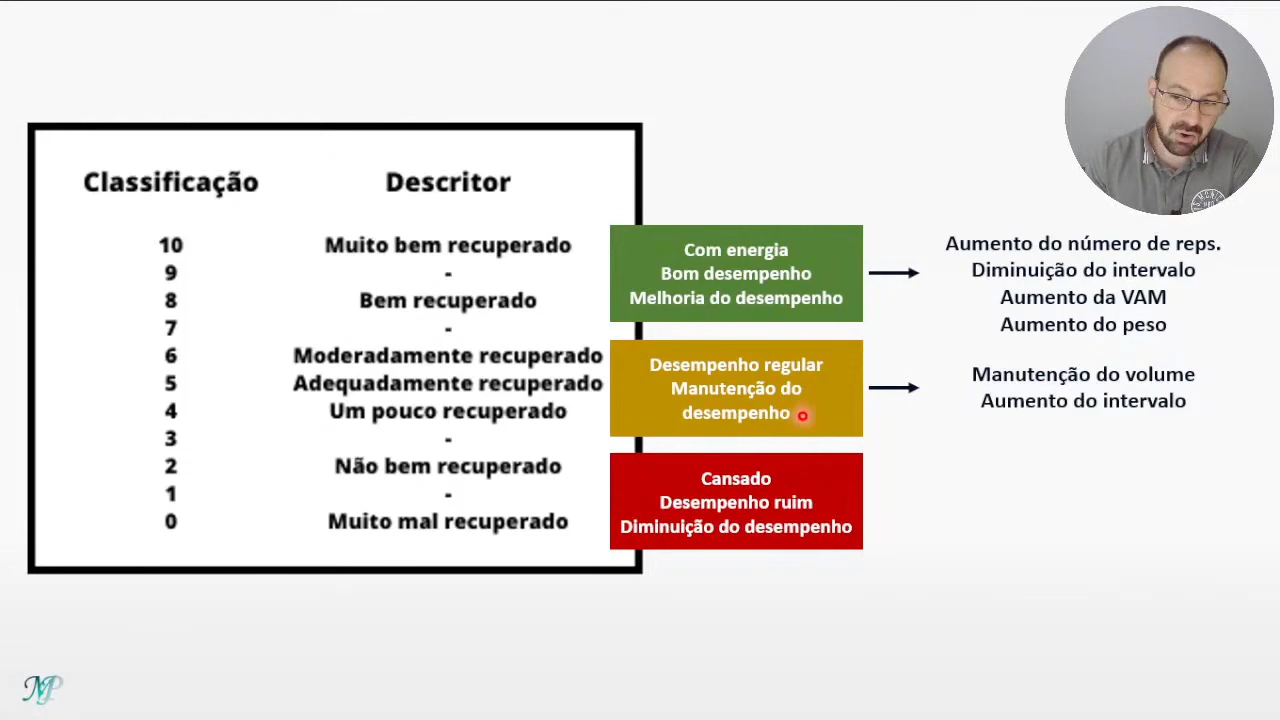 Classificação Descritor
10 Muito bem recuperado
9 -
8 Bem recuperado
7 -
6 Moderadamente recuperado
5 Adequadamente recuperado
4 Um pouco recuperado
3 -
2 Não bem recuperado
1 -
0 Muito mal recuperado
Com energia
Bom desempenho
Melhoria do desempenho
Aumento do número de reps.
Diminuição do intervalo
Aumento da VAM
Aumento do peso
Desempenho regular
Manutenção do
desempenho
Manutenção do volume
Aumento do intervalo
Cansado
Desempenho ruim
Diminuição do desempenho
MP